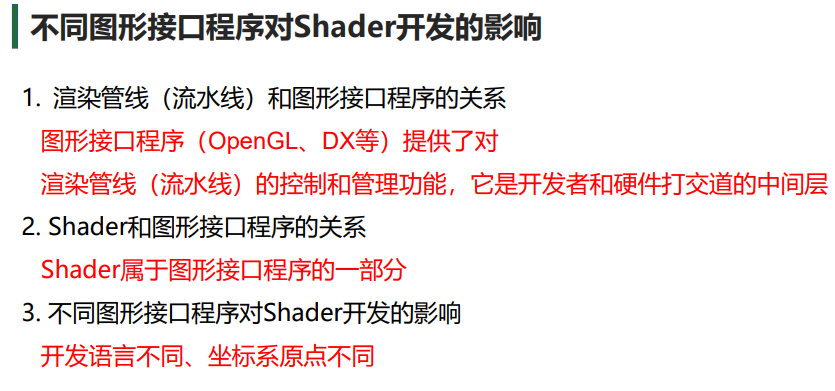 不同图形接口程序对Shader开发的影响
1. 渲染管线（流水线）和图形接口程序的关系
图形接口程序（OpenGL、DX等）提供了对
渲染管线（流水线）的控制和管理功能，它是开发者和硬件打交道的中间层
2. Shader和图形接口程序的关系
Shader属于图形接口程序的一部分
3. 不同图形接口程序对Shader开发的影响
开发语言不同、坐标系原点不同